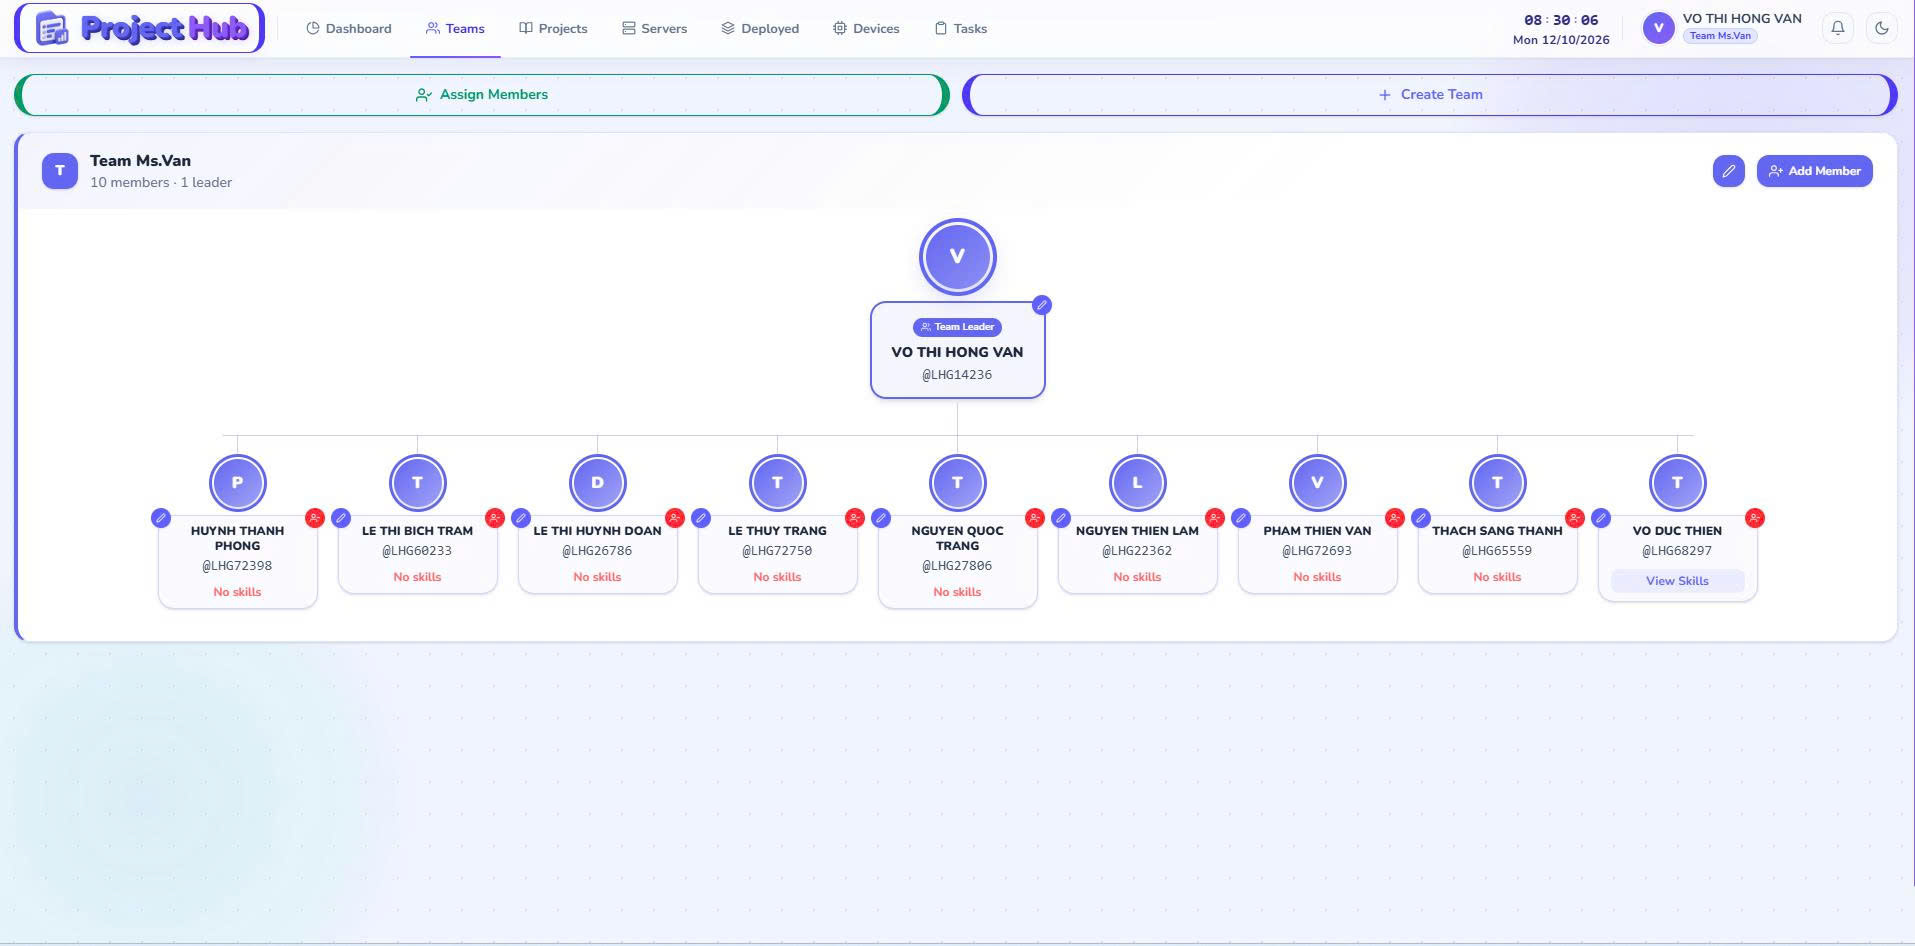 Project Hub
Dashboard
Teams
Projects
Servers
Deployed
Devices
Tasks
08 : 30 : 06
Mon 12/10/2026
V
VO THI HONG VAN
Team Ms.Van
Assign Members
Create Team
T
Team Ms.Van
10 members · 1 leader
Add Member
V
Team Leader
VO THI HONG VAN
@LHG14236
P
HUYNH THANH
PHONG
@LHG72398
No skills
T
LE THI BICH TRAM
@LHG60233
No skills
D
LE THI HUYNH DOAN
@LHG26786
No skills
T
LE THUY TRANG
@LHG72750
No skills
T
NGUYEN QUOC
TRANG
@LHG27806
No skills
L
NGUYEN THIEN LAM
@LHG22362
No skills
V
PHAM THIEN VAN
@LHG72693
No skills
T
THACH SANG THANH
@LHG65559
No skills
T
VO DUC THIEN
@LHG68297
View Skills